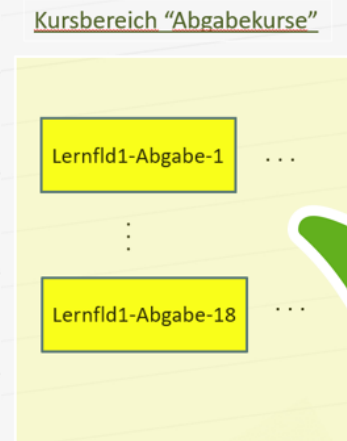 Kursbereich “Abgabekurse”
Lernfld1-Abgabe-1 ...
⋮
Lernfld1-Abgabe-18 ...